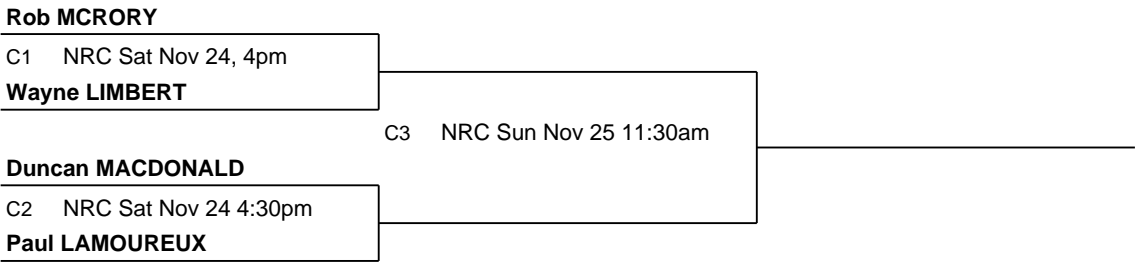 Rob MCRORY
C1 NRC Sat Nov 24, 4pm
Wayne LIMBERT
C3 NRC Sun Nov 25 11:30am
Duncan MACDONALD
C2 NRC Sat Nov 24 4:30pm
Paul LAMOUREUX